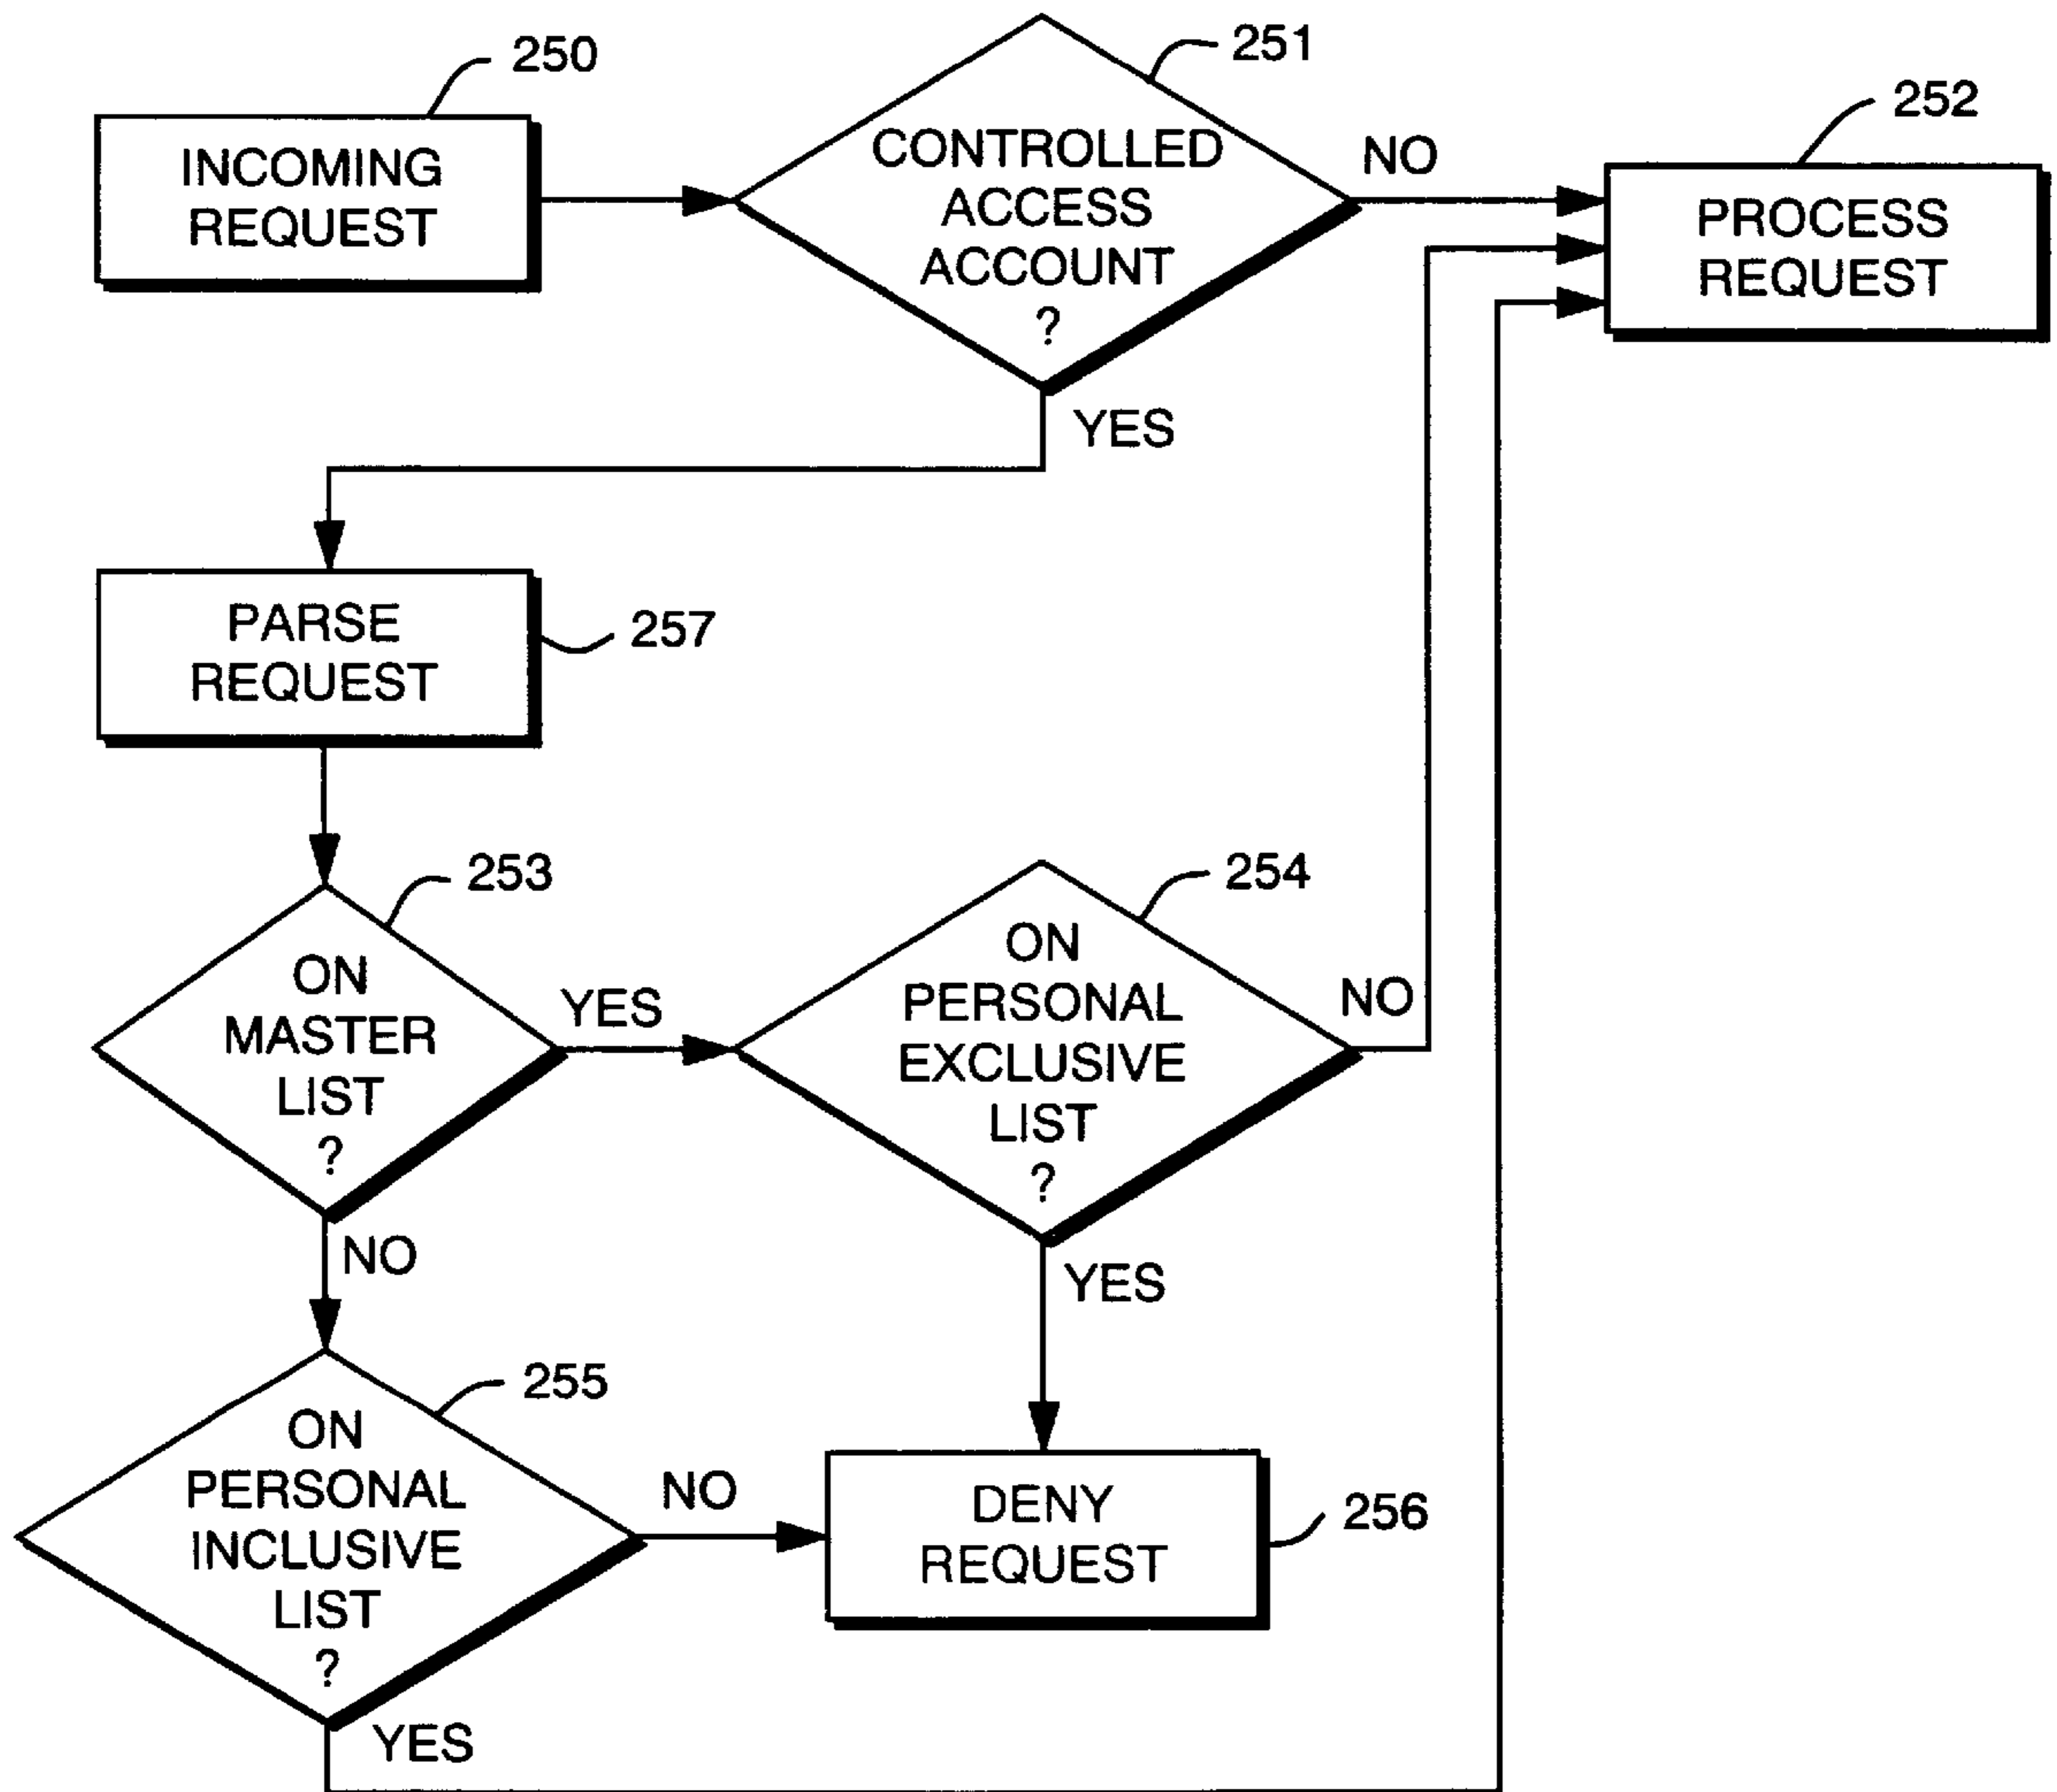 250
INCOMING
REQUEST
251
CONTROLLED
ACCESS
ACCOUNT
?
NO
252
PROCESS
REQUEST
YES
PARSE
REQUEST
257
253
ON
MASTER
LIST
?
YES
254
ON
PERSONAL
EXCLUSIVE
LIST
?
NO
NO
YES
255
ON
PERSONAL
INCLUSIVE
LIST
?
NO
DENY
REQUEST
256
YES